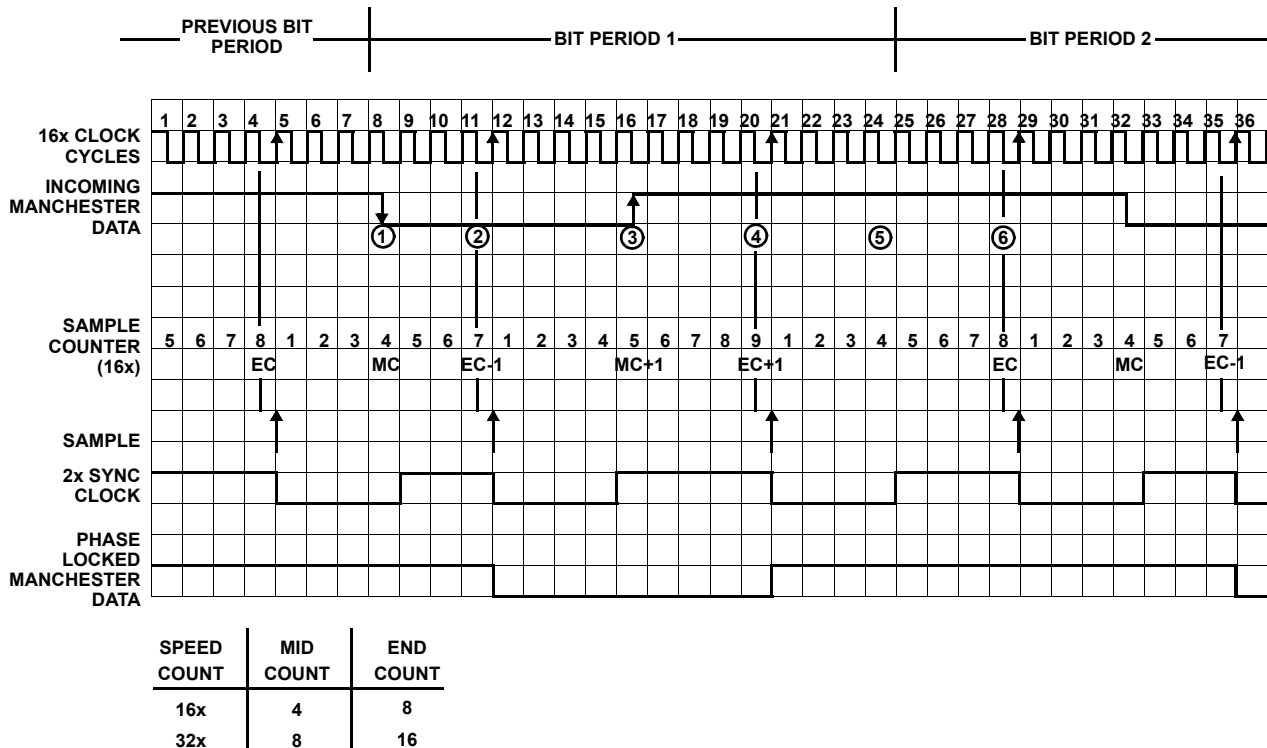 PREVIOUS BIT
PERIOD
BIT PERIOD 1
BIT PERIOD 2
16x CLOCK
CYCLES
1 2 3 4 5 6 7 8 9 10 11 12 13 14 15 16 17 18 19 20 21 22 23 24 25 26 27 28 29 30 31 32 33 34 35 36
INCOMING
MANCHESTER
DATA
1 2 3 4 5 6
SAMPLE
COUNTER
(16x)
5 6 7 8 1 2 3 4 5 6 7 1 2 3 4 5 6 7 8 9 1 2 3 4 5 6 7 8 1 2 3 4 5 6 7
EC MC EC-1 MC+1 EC+1 EC MC EC-1
SAMPLE
2x SYNC
CLOCK
PHASE
LOCKED
MANCHESTER
DATA
SPEED
COUNT
MID
COUNT
END
COUNT
16x 4 8
32x 8 16